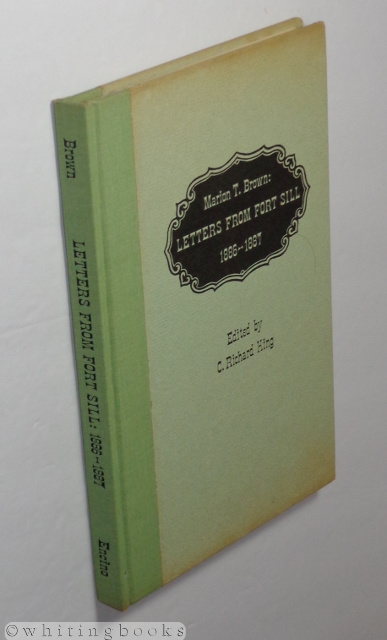 Brown
LETTERS FROM FORT SILL: 1886--1887
Encino
Marion T. Brown:
LETTERS FROM FORT SILL
1886--1887
Edited by
C. Richard King
©whitingbooks